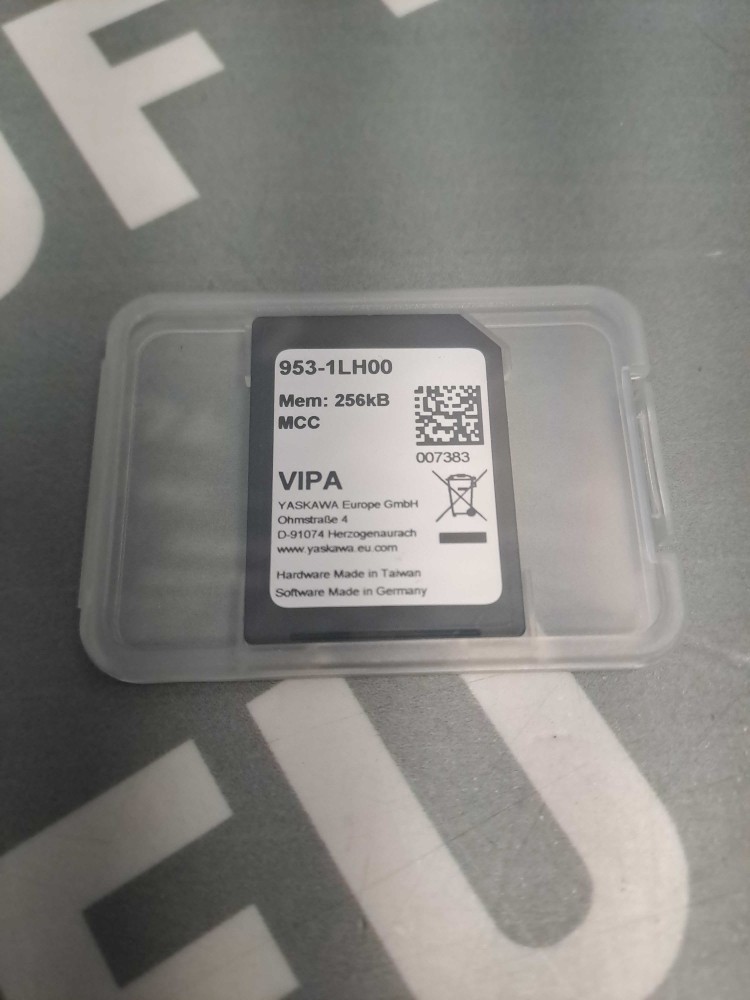 953-1LH00
Mem: 256kB
MCC
007383
VIPA
YASKAWA Europe GmbH
Ohmstraße 4
D-91074 Herzogenaurach
www.yaskawa.eu.com
Hardware Made in Taiwan
Software Made in Germany